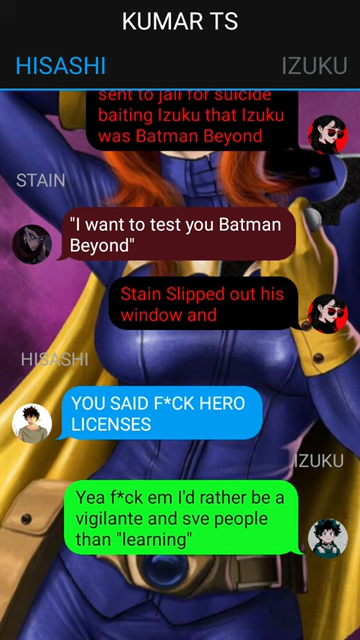 KUMAR TS
HISASHI
IZUKU
sent to jail for suicide
baiting Izuku that Izuku
was Batman Beyond
STAIN
"I want to test you Batman
Beyond"
Stain Slipped out his
window and
HISASHI
YOU SAID F*CK HERO
LICENSES
IZUKU
Yea f*ck em I'd rather be a
vigilante and sve people
than "learning"